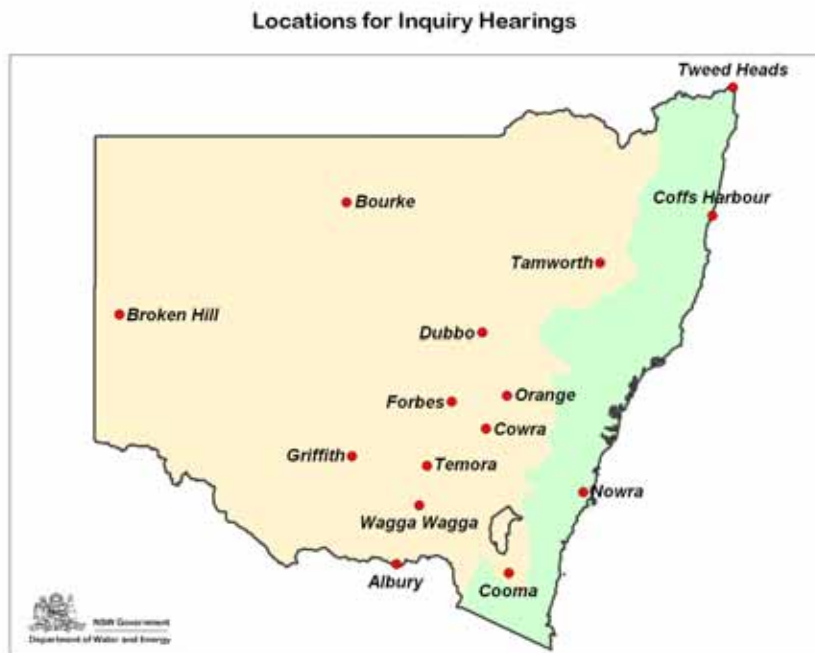 Locations for Inquiry Hearings
Tweed Heads
Bourke
Coffs Harbour
Tamworth
Broken Hill
Dubbo
Forbes
Orange
Cowra
Griffith
Temora
Nowra
Wagga Wagga
Albury
Cooma
NSW Government
Department of Water and Energy